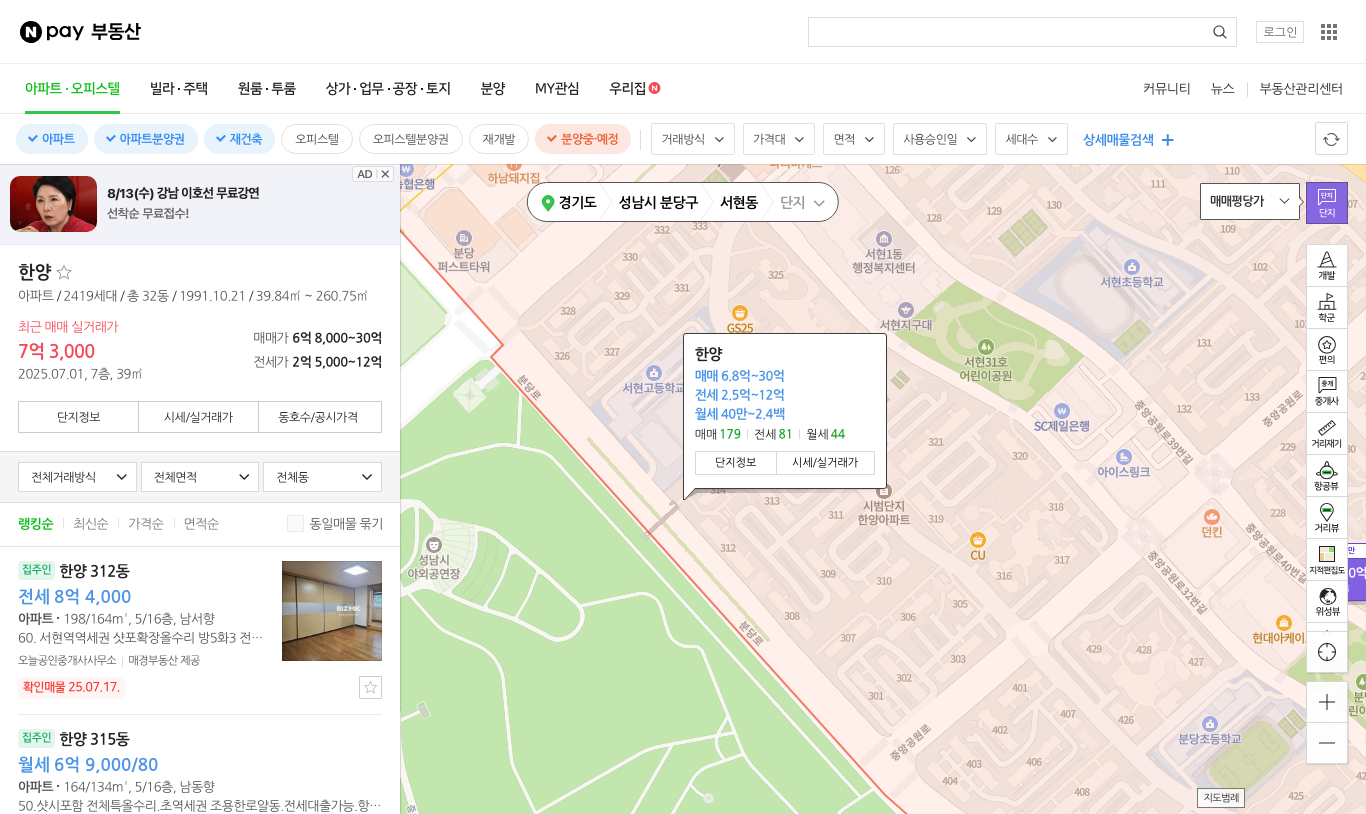 N pay 부동산
로그인
아파트·오피스텔 빌라·주택 원룸·투룸 상가·업무·공장·토지 분양 MY관심 우리집 N
커뮤니티 뉴스 부동산관리센터
아파트 아파트분양권 재건축 오피스텔 오피스텔분양권 재개발 분양중·예정
거래방식 가격대 면적 사용승인일 세대수 상세매물검색
AD
8/13(수) 강남 이호선 무료강연
선착순 무료접수!
한양
아파트 / 2419세대 / 총 32동 / 1991.10.21 / 39.84㎡ ~ 260.75㎡
최근 매매 실거래가
7억 3,000
2025.07.01, 7층, 39㎡
매매가 6억 8,000~30억
전세가 2억 5,000~12억
단지정보 시세/실거래가 동호수/공시가격
전체거래방식 전체면적 전체동
랭킹순 최신순 가격순 면적순 동일매물 묶기
집주인 한양 312동
전세 8억 4,000
아파트 · 198/164m², 5/16층, 남서향
60. 서현역역세권 샷포확장올수리 방5화3 전…
오늘공인중개사사무소 매경부동산 제공
확인매물 25.07.17.
BIZMK
집주인 한양 315동
월세 6억 9,000/80
아파트 · 164/134m², 5/16층, 남동향
50.샷시포함 전체특올수리.초역세권 조용한로얄동.전세대출가능.항…
경기도 성남시 분당구 서현동 단지
매매평당가
단지
단지
개발
학군
편의
중개
중개사
거리재기
항공뷰
거리뷰
지적편집도
위성뷰
농협은행
하남돼지집
분당
퍼스트타워
332
333
330
329
331
328
325
326
327
서현1동
행정복지센터
128
129
130
131
127
110
111
102
109
서현초등학교
서현지구대
GS25
서현고등학교
서현31호
어린이공원
SC제일은행
아이스링크
중앙공원로39번길
중앙공원로
분당로
한양
매매 6.8억~30억
전세 2.5억~12억
월세 40만~2.4백
매매 179 전세 81 월세 44
단지정보 시세/실거래가
314
313
312
311
시범단지
한양아파트
321
320
319
318
317
316
CU
던킨
229
228
226
중앙공원로40번길
중앙공원로32번길
성남시
야외공연장
309
310
308
307
306
305
304
303
302
301
분당로
현대아케이
401
402
403
404
406
407
408
426
425
중앙공원로
분당초등학교
지도범례